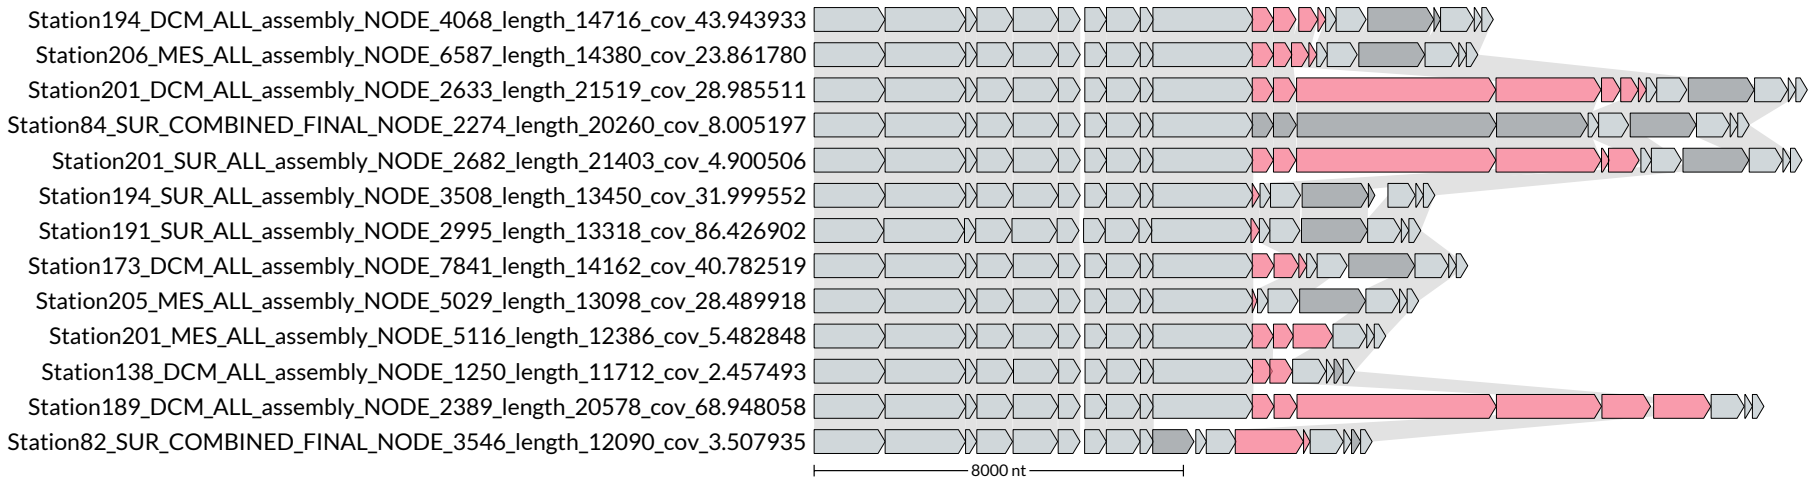 Station194_DCM_ALL_assembly_NODE_4068_length_14716_cov_43.943933
Station206_MES_ALL_assembly_NODE_6587_length_14380_cov_23.861780
Station201_DCM_ALL_assembly_NODE_2633_length_21519_cov_28.985511
Station84_SUR_COMBINED_FINAL_NODE_2274_length_20260_cov_8.005197
Station201_SUR_ALL_assembly_NODE_2682_length_21403_cov_4.900506
Station194_SUR_ALL_assembly_NODE_3508_length_13450_cov_31.999552
Station191_SUR_ALL_assembly_NODE_2995_length_13318_cov_86.426902
Station173_DCM_ALL_assembly_NODE_7841_length_14162_cov_40.782519
Station205_MES_ALL_assembly_NODE_5029_length_13098_cov_28.489918
Station201_MES_ALL_assembly_NODE_5116_length_12386_cov_5.482848
Station138_DCM_ALL_assembly_NODE_1250_length_11712_cov_2.457493
Station189_DCM_ALL_assembly_NODE_2389_length_20578_cov_68.948058
Station82_SUR_COMBINED_FINAL_NODE_3546_length_12090_cov_3.507935
8000 nt